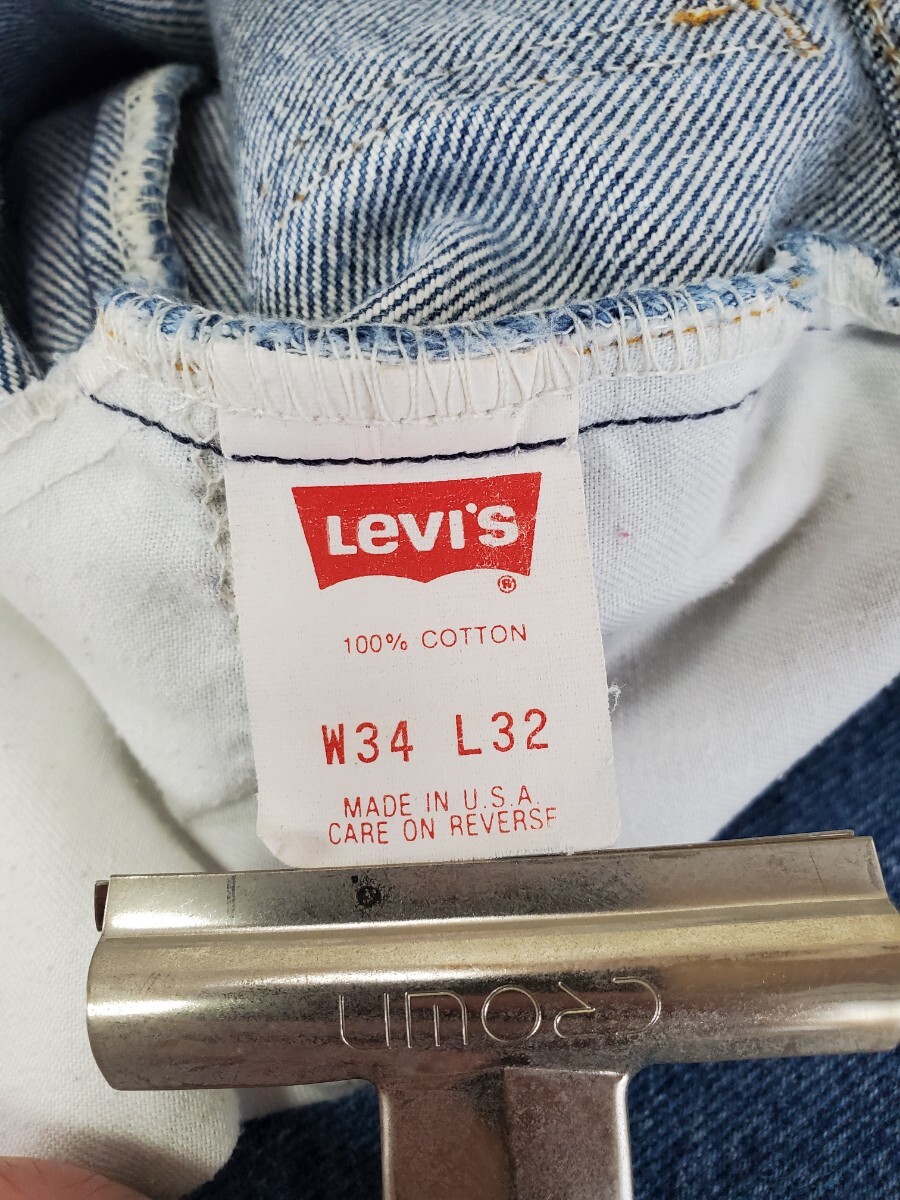 Levi's
®
100% COTTON
W34 L32
MADE IN U.S.A.
CARE ON REVERSE
CROWN